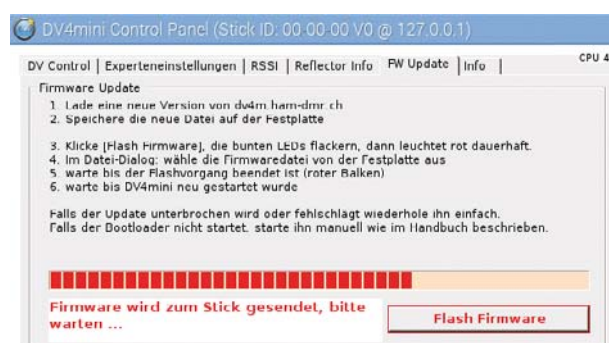 DV4mini Control Panel (Stick ID: 00-00-00 V0 @ 127.0.0.1)
DV Control | Experteneinstellungen | RSSI | Reflector Info FW Update | Info | CPU 4
Firmware Update
1. Lade eine neue Version von dv4m.ham-dmr.ch
2. Speichere die neue Datei auf der Festplatte
3. Klicke [Flash Firmware], die bunten LEDs flackern, dann leuchtet rot dauerhaft.
4. Im Datei-Dialog: wähle die Firmwaredatei von der Festplatte aus
5. warte bis der Flashvorgang beendet ist (roter Balken)
6. warte bis DV4mini neu gestartet wurde
Falls der Update unterbrochen wird oder fehlschlägt wiederhole ihn einfach.
Falls der Bootloader nicht startet. starte ihn manuell wie im Handbuch beschrieben.
Firmware wird zum Stick gesendet, bitte
warten ...
Flash Firmware